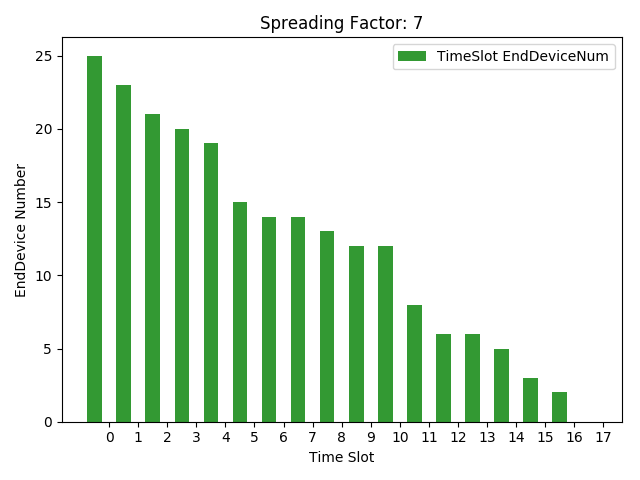 Spreading Factor: 7
TimeSlot EndDeviceNum
EndDevice Number
25
20
15
10
5
0
0 1 2 3 4 5 6 7 8 9 10 11 12 13 14 15 16 17
Time Slot